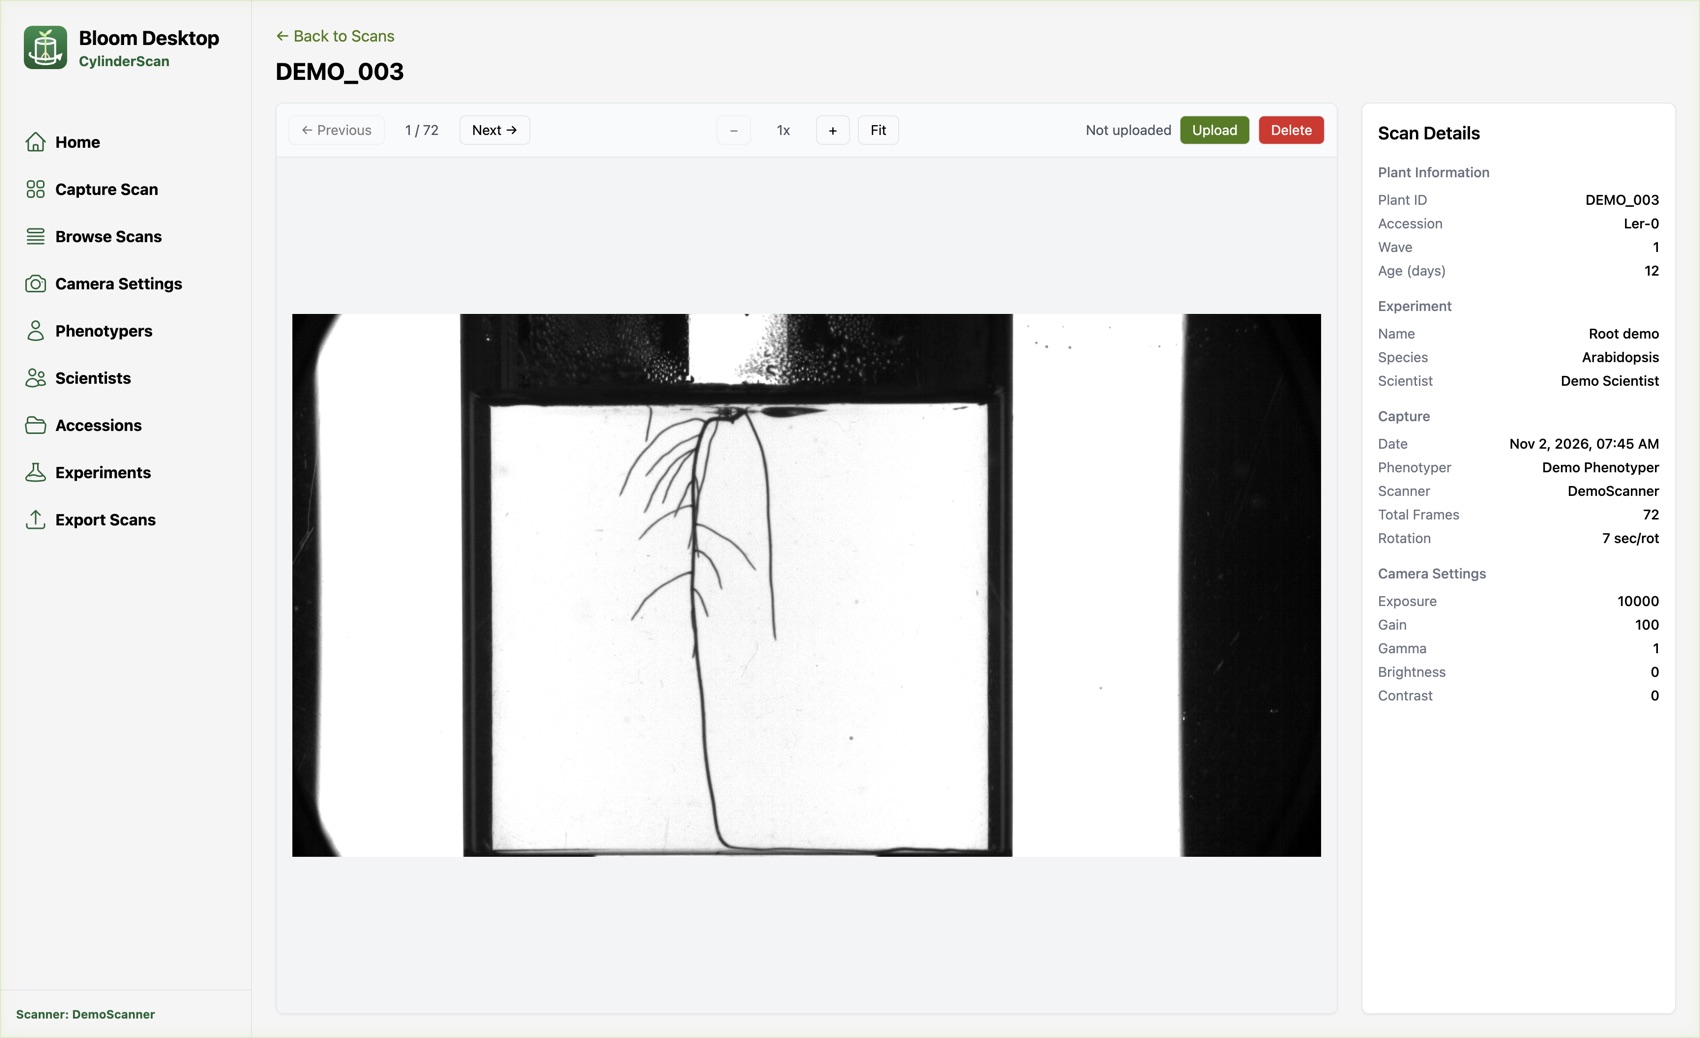 Bloom Desktop
CylinderScan
Home
Capture Scan
Browse Scans
Camera Settings
Phenotypers
Scientists
Accessions
Experiments
Export Scans
Scanner: DemoScanner
← Back to Scans
DEMO_003
← Previous 1 / 72 Next → − 1x + Fit Not uploaded Upload Delete
Scan Details
Plant Information
Plant ID DEMO_003
Accession Ler-0
Wave 1
Age (days) 12
Experiment
Name Root demo
Species Arabidopsis
Scientist Demo Scientist
Capture
Date Nov 2, 2026, 07:45 AM
Phenotyper Demo Phenotyper
Scanner DemoScanner
Total Frames 72
Rotation 7 sec/rot
Camera Settings
Exposure 10000
Gain 100
Gamma 1
Brightness 0
Contrast 0